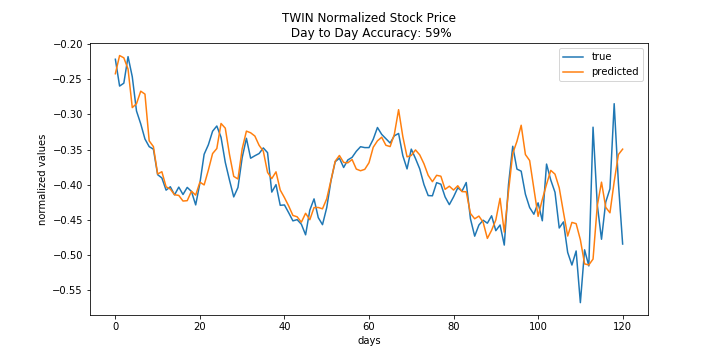 TWIN Normalized Stock Price
Day to Day Accuracy: 59%
true
predicted
normalized values
−0.20
−0.25
−0.30
−0.35
−0.40
−0.45
−0.50
−0.55
0
20
40
60
80
100
120
days